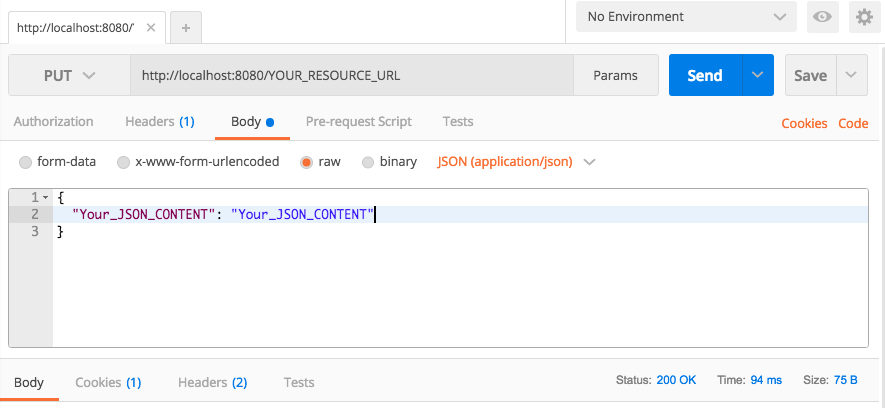 http://localhost:8080/ × + No Environment
PUT http://localhost:8080/YOUR_RESOURCE_URL Params Send Save
Authorization Headers (1) Body Pre-request Script Tests Cookies Code
form-data x-www-form-urlencoded raw binary JSON (application/json)
1 {
2 "Your_JSON_CONTENT": "Your_JSON_CONTENT"
3 }
Body Cookies (1) Headers (2) Tests Status: 200 OK Time: 94 ms Size: 75 B